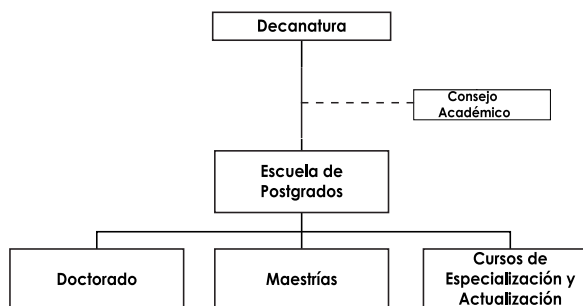 Decanatura
Consejo
Académico
Escuela de
Postgrados
Doctorado
Maestrías
Cursos de
Especialización y
Actualización